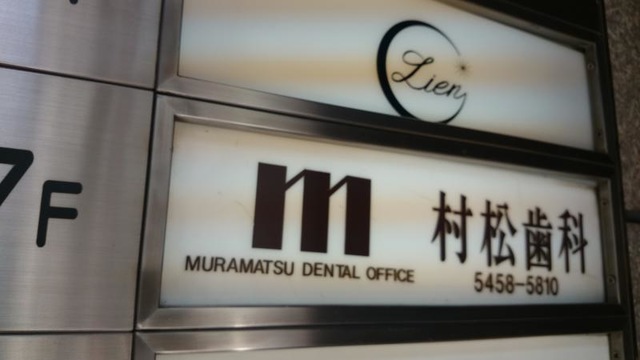 Lien
7F
m
MURAMATSU DENTAL OFFICE
村松歯科
5458-5810